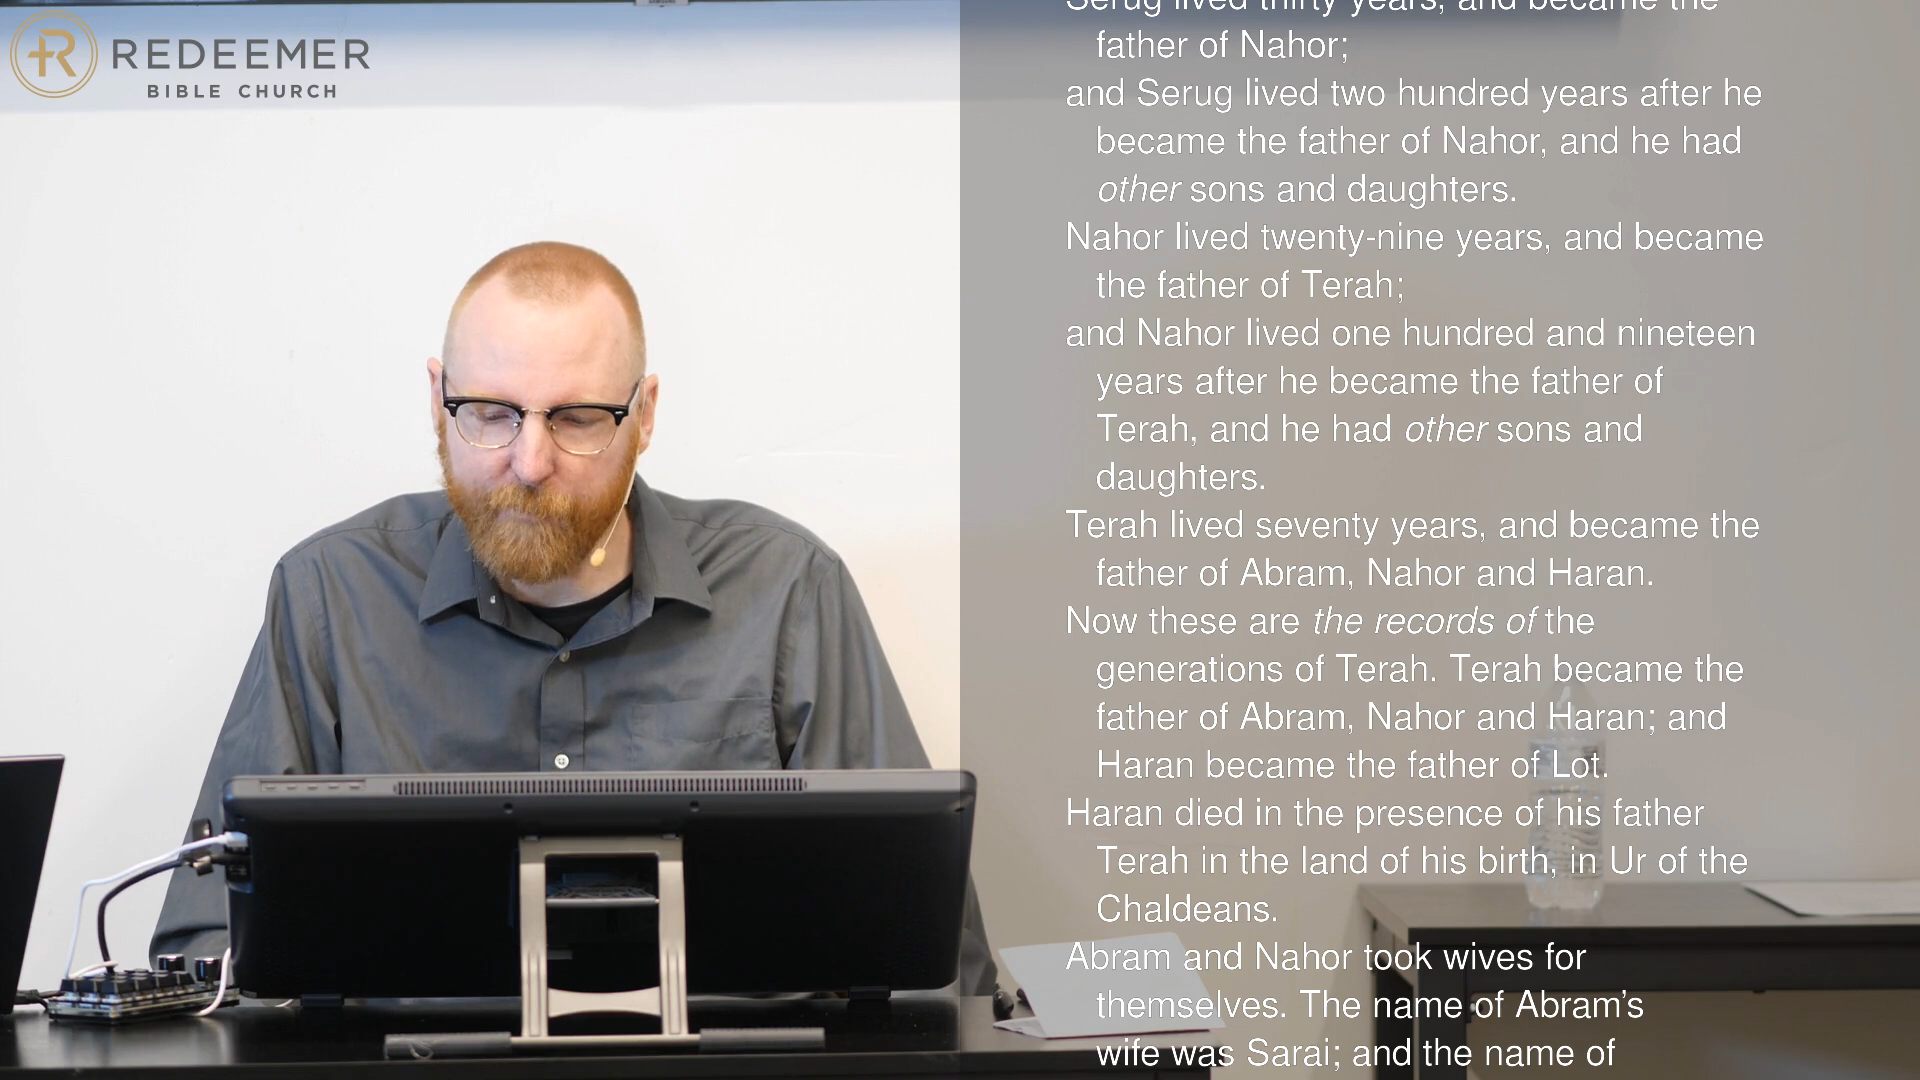 REDEEMER
BIBLE CHURCH
Serug lived thirty years, and became the
father of Nahor;
and Serug lived two hundred years after he
became the father of Nahor, and he had
other sons and daughters.
Nahor lived twenty-nine years, and became
the father of Terah;
and Nahor lived one hundred and nineteen
years after he became the father of
Terah, and he had other sons and
daughters.
Terah lived seventy years, and became the
father of Abram, Nahor and Haran.
Now these are the records of the
generations of Terah. Terah became the
father of Abram, Nahor and Haran; and
Haran became the father of Lot.
Haran died in the presence of his father
Terah in the land of his birth, in Ur of the
Chaldeans.
Abram and Nahor took wives for
themselves. The name of Abram’s
wife was Sarai; and the name of